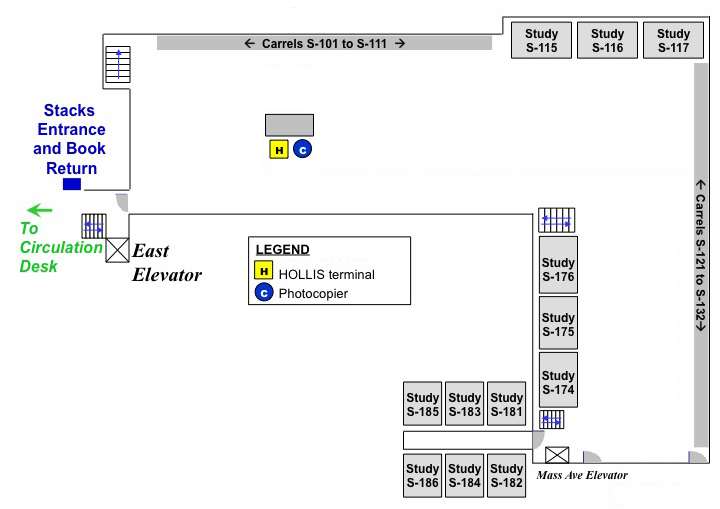 ← Carrels S-101 to S-111 →
Study
S-115
Study
S-116
Study
S-117
Stacks
Entrance
and Book
Return
H
C
← Carrels S-121 to S-132 →
To
Circulation
Desk
East
Elevator
LEGEND
H HOLLIS terminal
C Photocopier
Study
S-176
Study
S-175
Study
S-174
Study
S-185
Study
S-183
Study
S-181
Study
S-186
Study
S-184
Study
S-182
Mass Ave Elevator